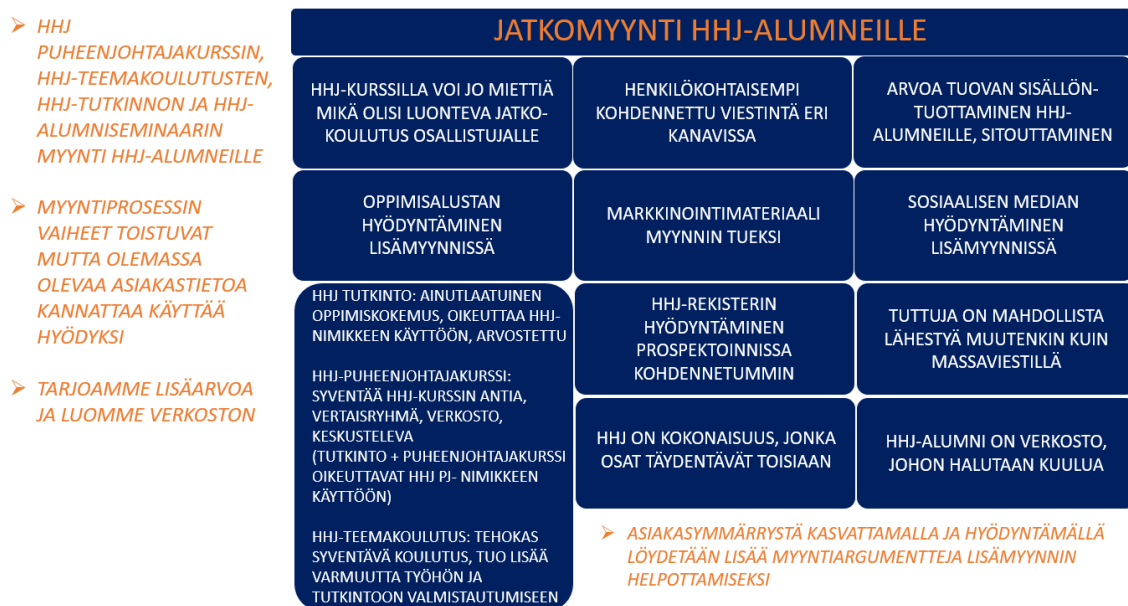 HHJ
PUHEENJOHTAJAKURSSIN,
HHJ-TEEMAKOULUTUSTEN,
HHJ-TUTKINNON JA HHJ-
ALUMNISEMINAARIN
MYYNTI HHJ-ALUMNEILLE
MYYNTIPROSESSIN
VAIHEET TOISTUVAT
MUTTA OLEMASSA
OLEVAA ASIAKASTIETOA
KANNATTAA KÄYTTÄÄ
HYÖDYKSI
TARJOAMME LISÄARVOA
JA LUOMME VERKOSTON
JATKOMYYNTI HHJ-ALUMNEILLE
HHJ-KURSSILLA VOI JO MIETTIÄ
MIKÄ OLISI LUONTEVA JATKO-
KOULUTUS OSALLISTUJALLE
HENKILÖKOHTAISEMPI
KOHDENNETTU VIESTINTÄ ERI
KANAVISSA
ARVOA TUOVAN SISÄLLÖN-
TUOTTAMINEN HHJ-
ALUMNEILLE, SITOUTTAMINEN
OPPIMISALUSTAN
HYÖDYNTÄMINEN
LISÄMYYNNISSÄ
MARKKINOINTIMATERIAALI
MYYNNIN TUEKSI
SOSIAALISEN MEDIAN
HYÖDYNTÄMINEN
LISÄMYYNNISSÄ
HHJ TUTKINTO: AINUTLAATUINEN
OPPIMISKOKEMUS, OIKEUTTAA HHJ-
NIMIKKEEN KÄYTTÖÖN, ARVOSTETTU
HHJ-PUHEENJOHTAJAKURSSI:
SYVENTÄÄ HHJ-KURSSIN ANTIA,
VERTAISRYHMÄ, VERKOSTO,
KESKUSTELEVA
(TUTKINTO + PUHEENJOHTAJAKURSSI
OIKEUTTAVAT HHJ PJ- NIMIKKEEN
KÄYTTÖÖN)
HHJ-TEEMAKOULUTUS: TEHOKAS
SYVENTÄVÄ KOULUTUS, TUO LISÄÄ
VARMUUTTA TYÖHÖN JA
TUTKINTOON VALMISTAUTUMISEEN
HHJ-REKISTERIN
HYÖDYNTÄMINEN
PROSPEKTOINNISSA
KOHDENNETUMMIN
TUTTUJA ON MAHDOLLISTA
LÄHESTYÄ MUUTENKIN KUIN
MASSAVIESTILLÄ
HHJ ON KOKONAISUUS, JONKA
OSAT TÄYDENTÄVÄT TOISIAAN
HHJ-ALUMNI ON VERKOSTO,
JOHON HALUTAAN KUULUA
ASIAKASYMMÄRRYSTÄ KASVATTAMALLA JA HYÖDYNTÄMÄLLÄ
LÖYDETÄÄN LISÄÄ MYYNTIARGUMENTTEJA LISÄMYYNNIN
HELPOTTAMISEKSI